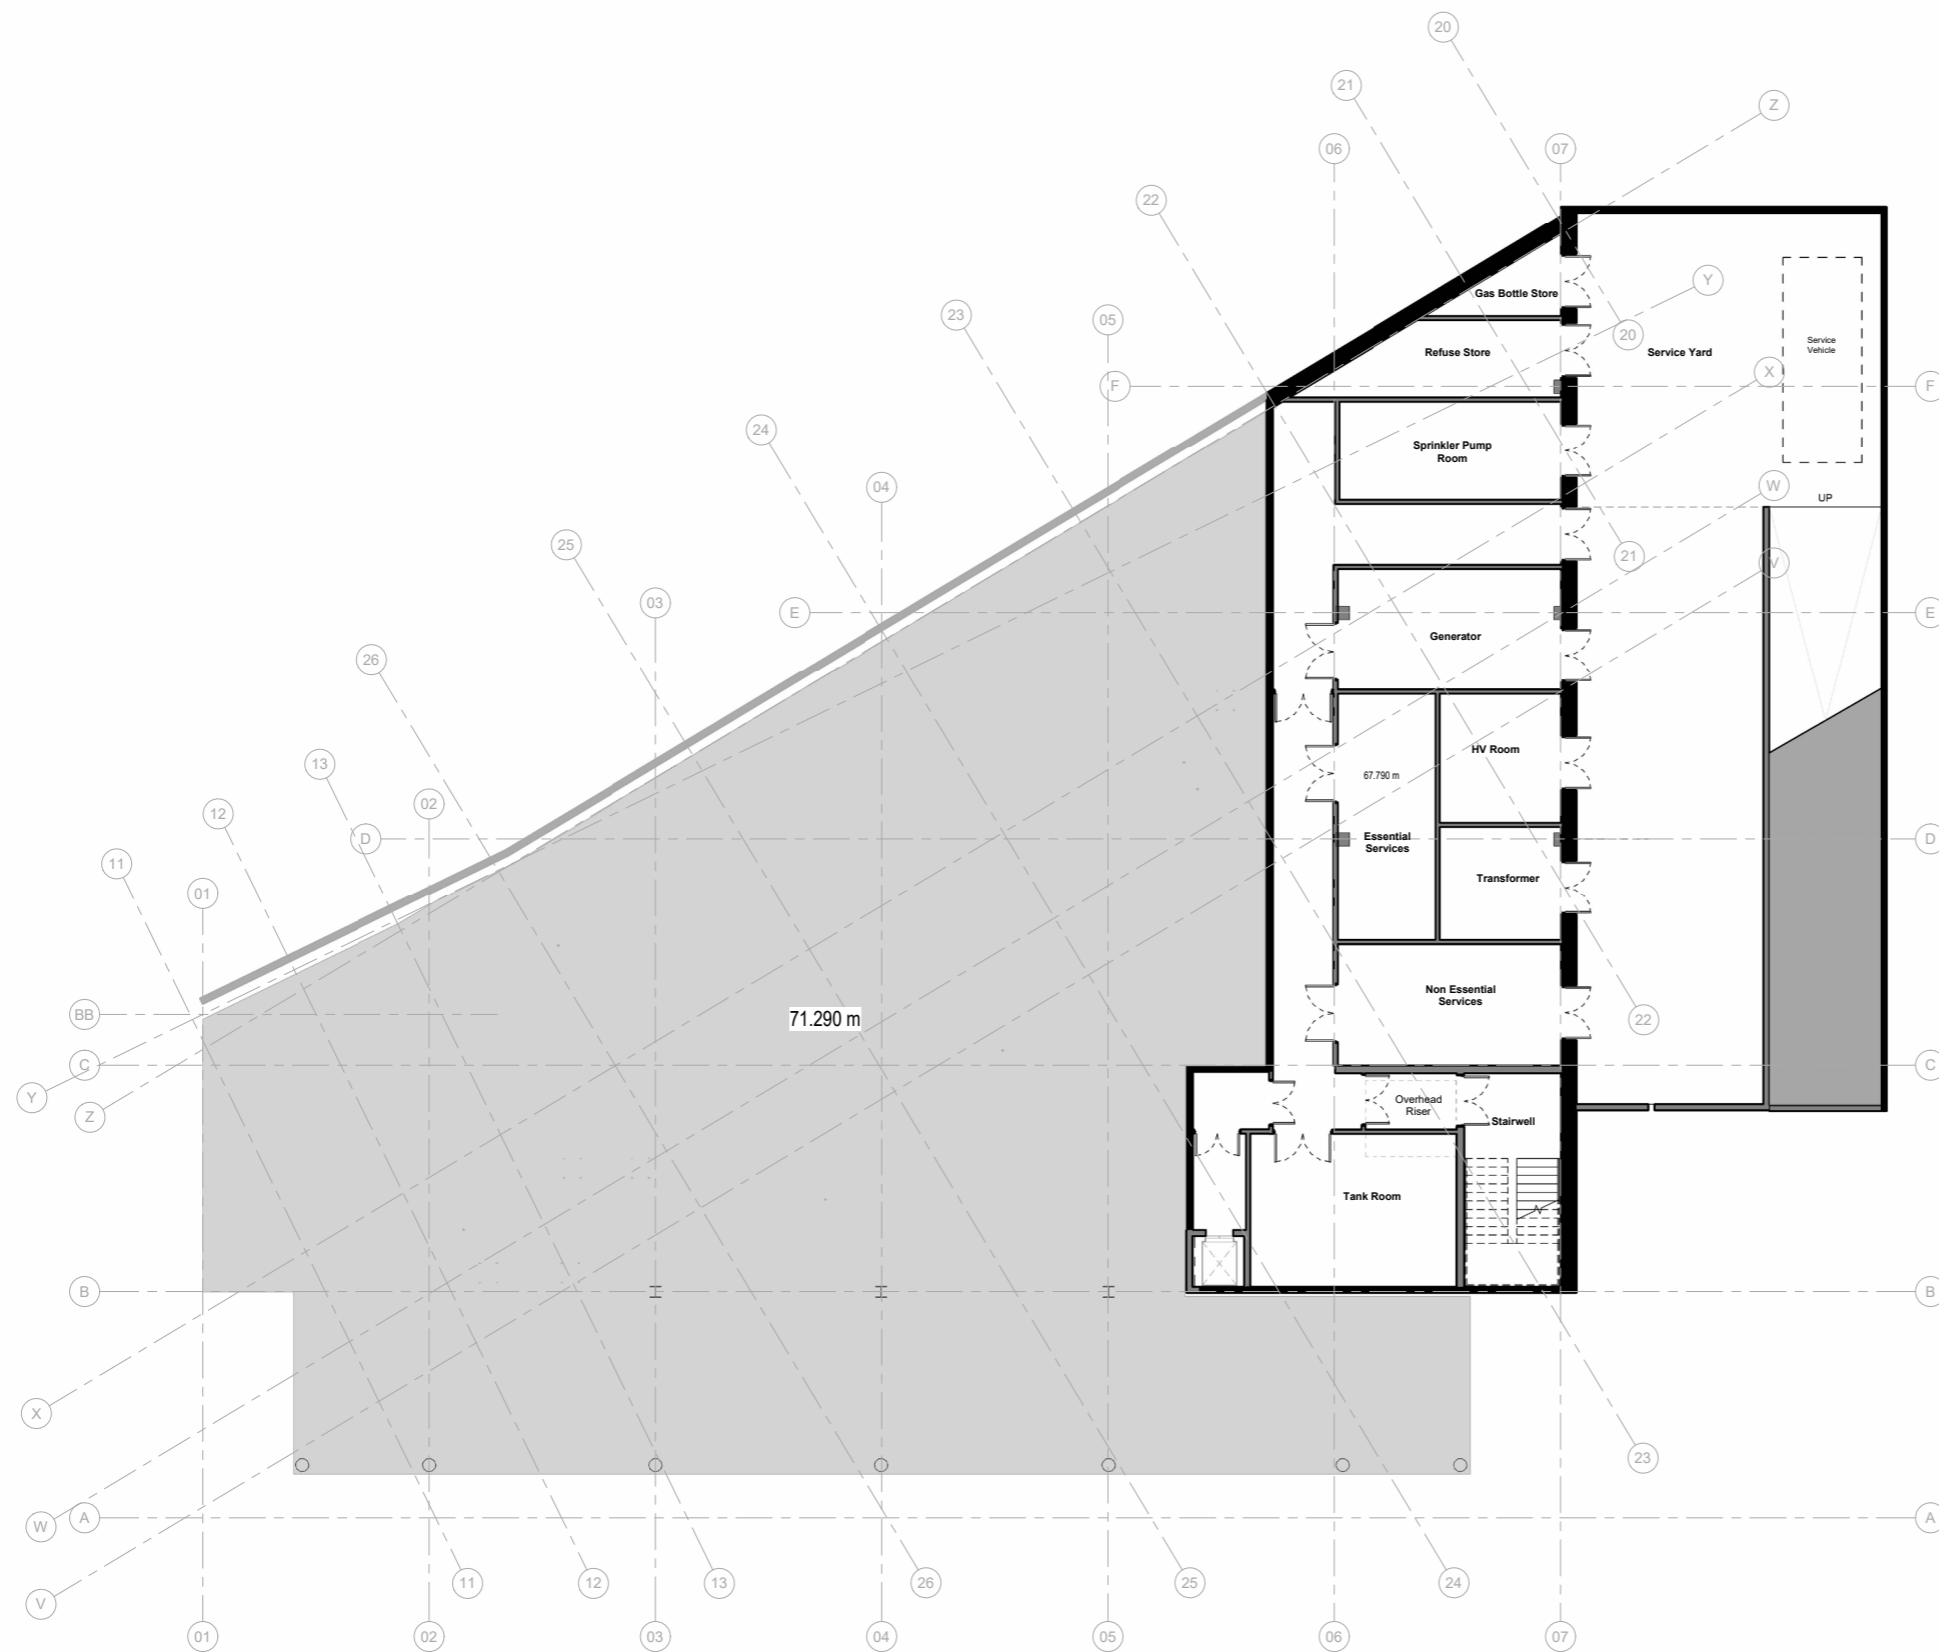 20
21
Z
06
07
22
Gas Bottle Store
Y
23
05
20
Refuse Store
Service Yard
Service
Vehicle
F
X
F
24
Sprinkler Pump
Room
04
W
UP
25
21
V
03
E
E
Generator
26
HV Room
13
67.790 m
02
12
D
Essential
Services
D
11
Transformer
01
Non Essential
Services
BB
71.290 m
22
C
C
Y
Overhead
Riser
Z
Stairwell
Tank Room
X
B
B
X
23
W
A
A
11
12
13
26
25
24
V
01
02
03
04
05
06
07